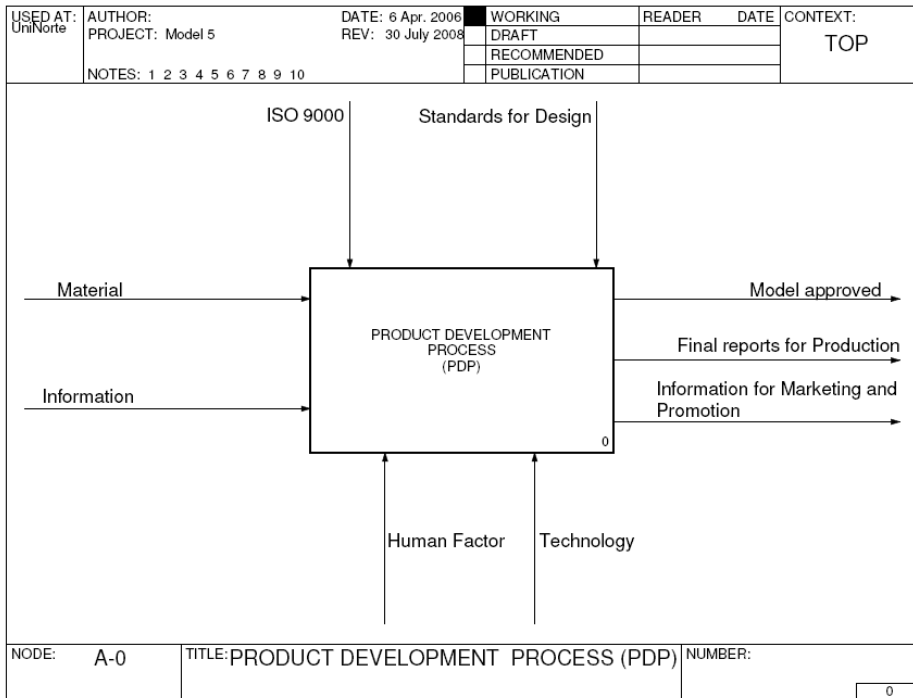 USED AT:
UniNorte
AUTHOR:
PROJECT: Model 5
NOTES: 1 2 3 4 5 6 7 8 9 10
DATE: 6 Apr. 2006
REV: 30 July 2008
WORKING
DRAFT
RECOMMENDED
PUBLICATION
READER DATE
CONTEXT:
TOP
ISO 9000
Standards for Design
Material
Information
PRODUCT DEVELOPMENT
PROCESS
(PDP)
0
Model approved
Final reports for Production
Information for Marketing and
Promotion
Human Factor
Technology
NODE: A-0
TITLE: PRODUCT DEVELOPMENT PROCESS (PDP)
NUMBER:
0